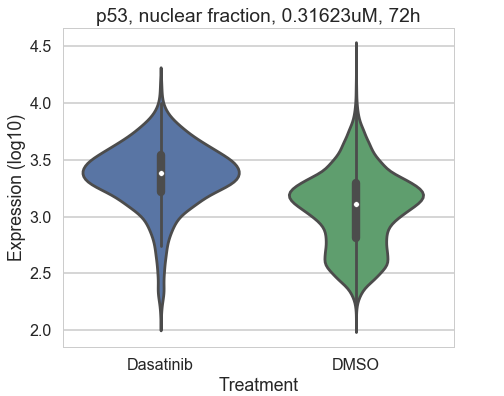 p53, nuclear fraction, 0.31623uM, 72h
Expression (log10)
4.5
4.0
3.5
3.0
2.5
2.0
Dasatinib DMSO
Treatment